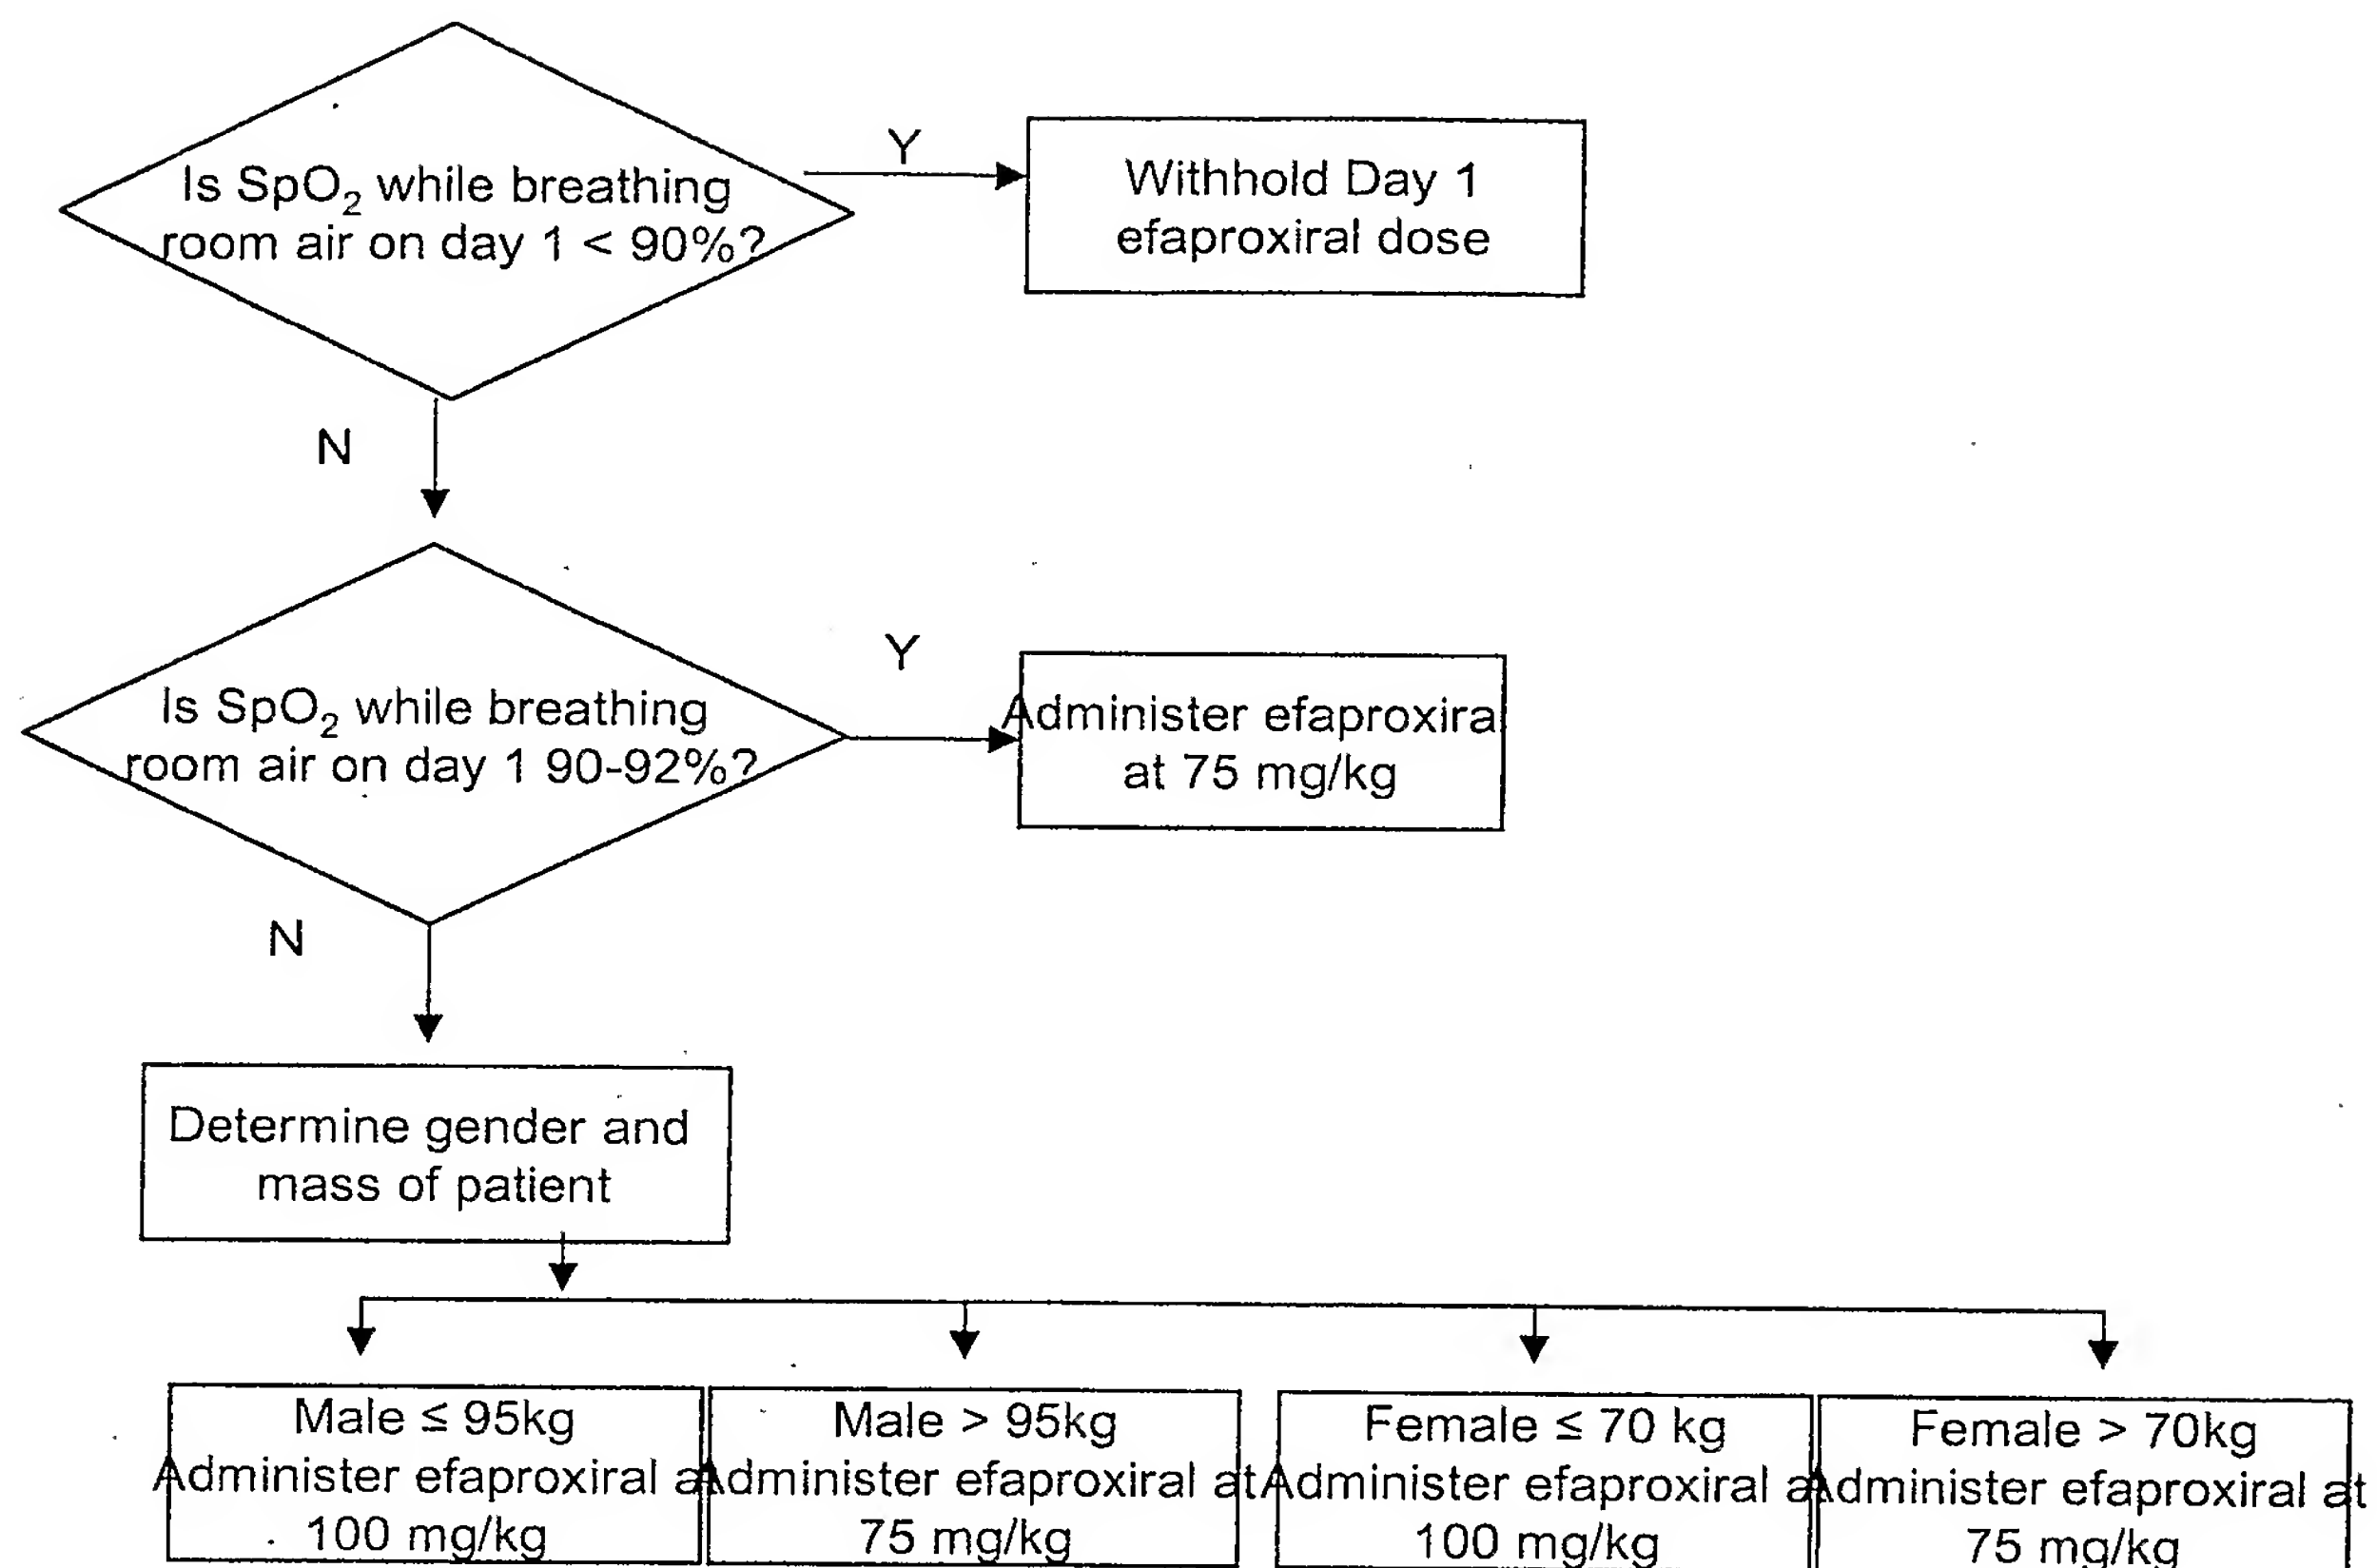 Is SpO₂ while breathing
room air on day 1 < 90%?
Y
Withhold Day 1
efaproxiral dose
N
Is SpO₂ while breathing
room air on day 1 90-92%?
Y
Administer efaproxiral
at 75 mg/kg
N
Determine gender and
mass of patient
Male ≤ 95kg
Administer efaproxiral at
100 mg/kg
Male > 95kg
Administer efaproxiral at
75 mg/kg
Female ≤ 70 kg
Administer efaproxiral at
100 mg/kg
Female > 70kg
Administer efaproxiral at
75 mg/kg